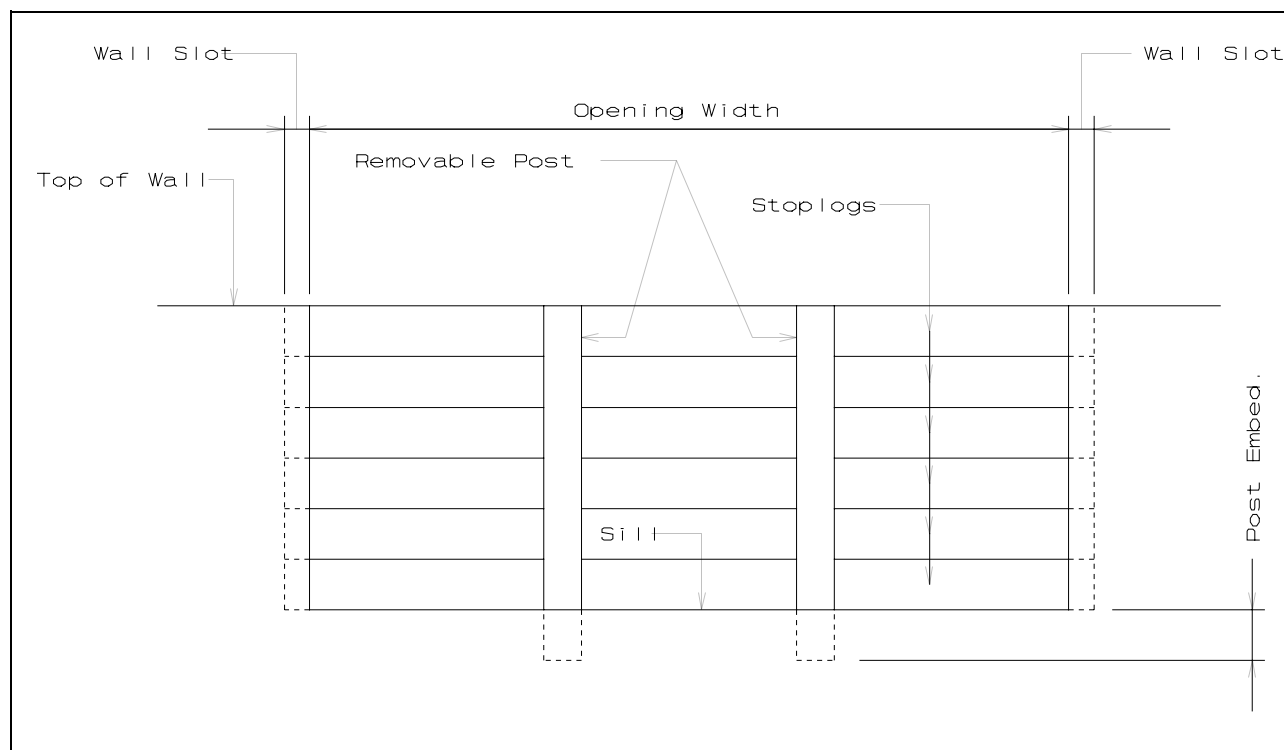 Wall Slot
Wall Slot
Opening Width
Removable Post
Top of Wall
Stoplogs
Post Embed.
Sill